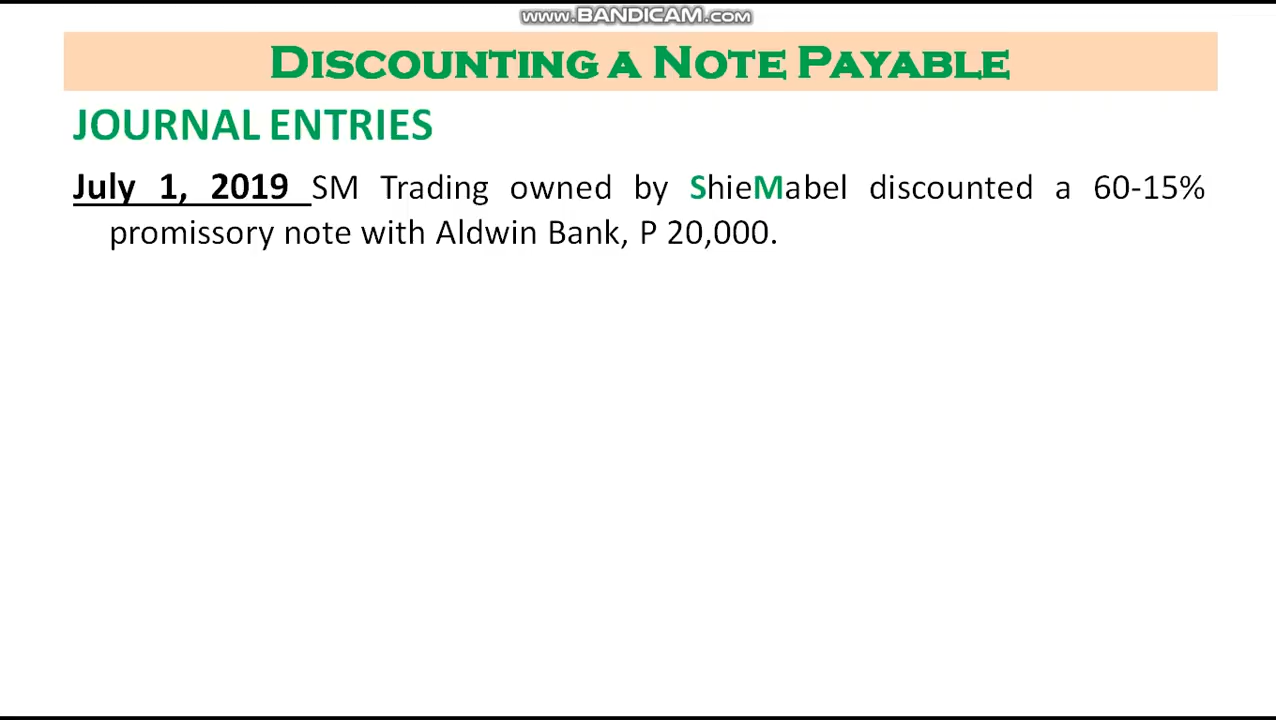 www.BANDICAM.com
DISCOUNTING A NOTE PAYABLE
JOURNAL ENTRIES
July 1, 2019 SM Trading owned by ShieMabel discounted a 60-15%
promissory note with Aldwin Bank, P 20,000.